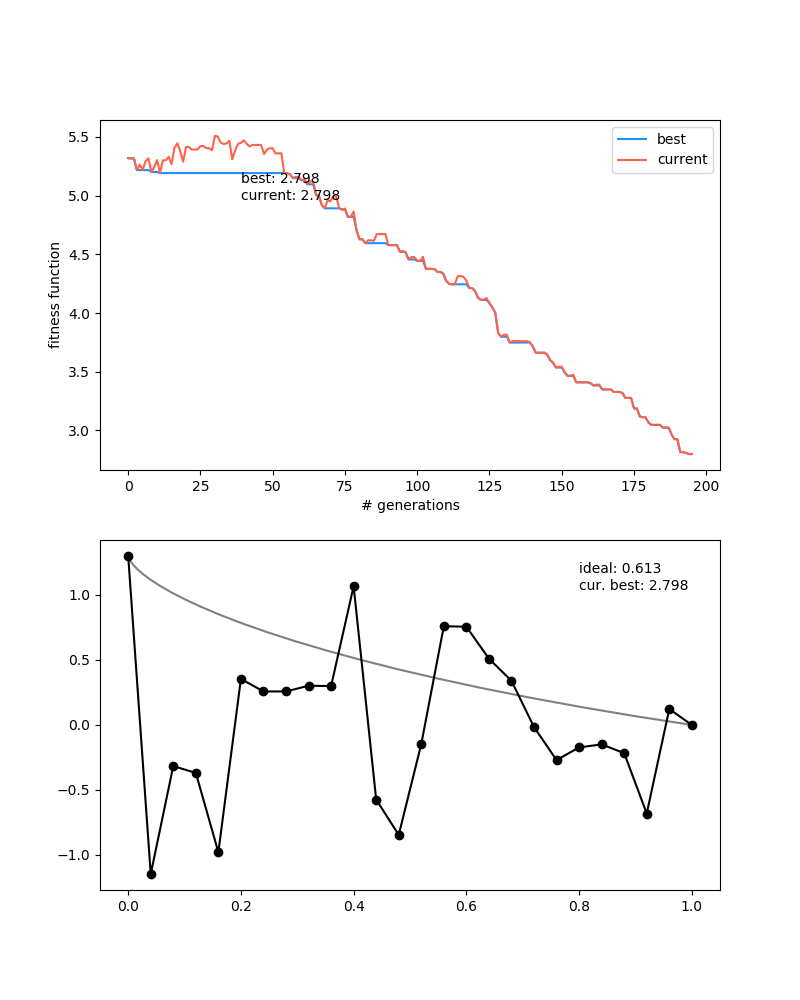 5.5
5.0
4.5
4.0
3.5
3.0
fitness function
best
current
best: 2.798
current: 2.798
0 25 50 75 100 125 150 175 200
# generations
1.0
0.5
0.0
−0.5
−1.0
ideal: 0.613
cur. best: 2.798
0.0 0.2 0.4 0.6 0.8 1.0